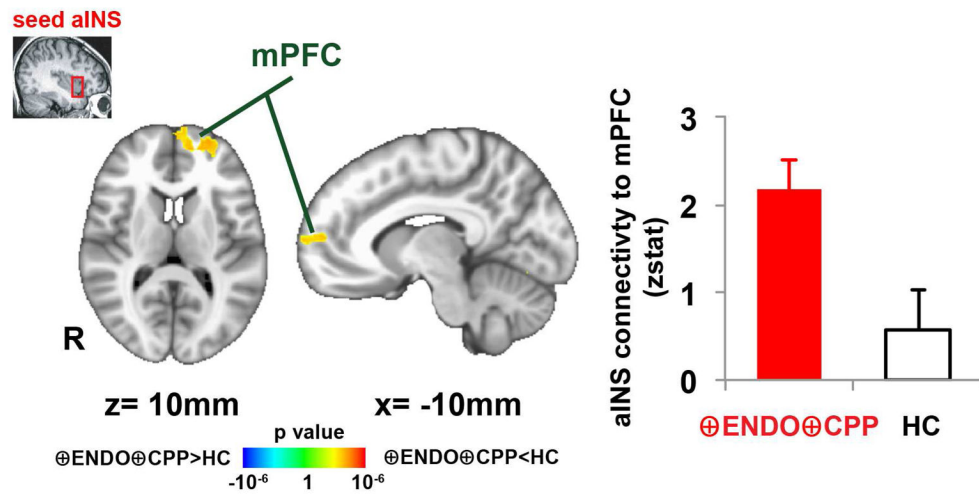 seed aINS
mPFC
R
z= 10mm
x= -10mm
p value
⊕ENDO⊕CPP>HC
⊕ENDO⊕CPP<HC
-10⁻⁶
1
10⁻⁶
aINS connectivty to mPFC
(zstat)
3
2
1
0
⊕ENDO⊕CPP
HC